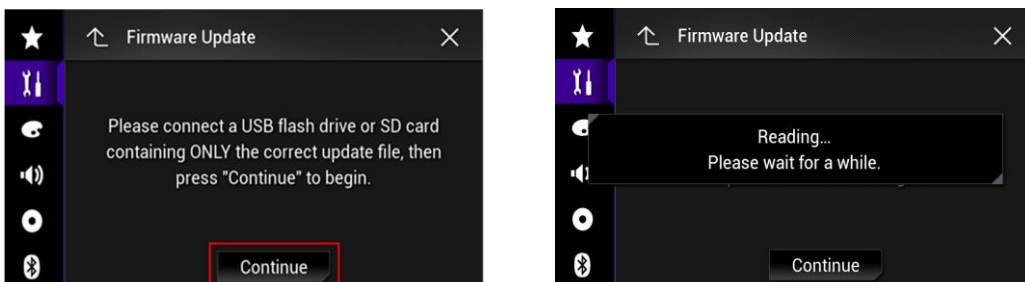 Firmware Update
Please connect a USB flash drive or SD card
containing ONLY the correct update file, then
press "Continue" to begin.
Continue
Firmware Update
Reading...
Please wait for a while.
Continue